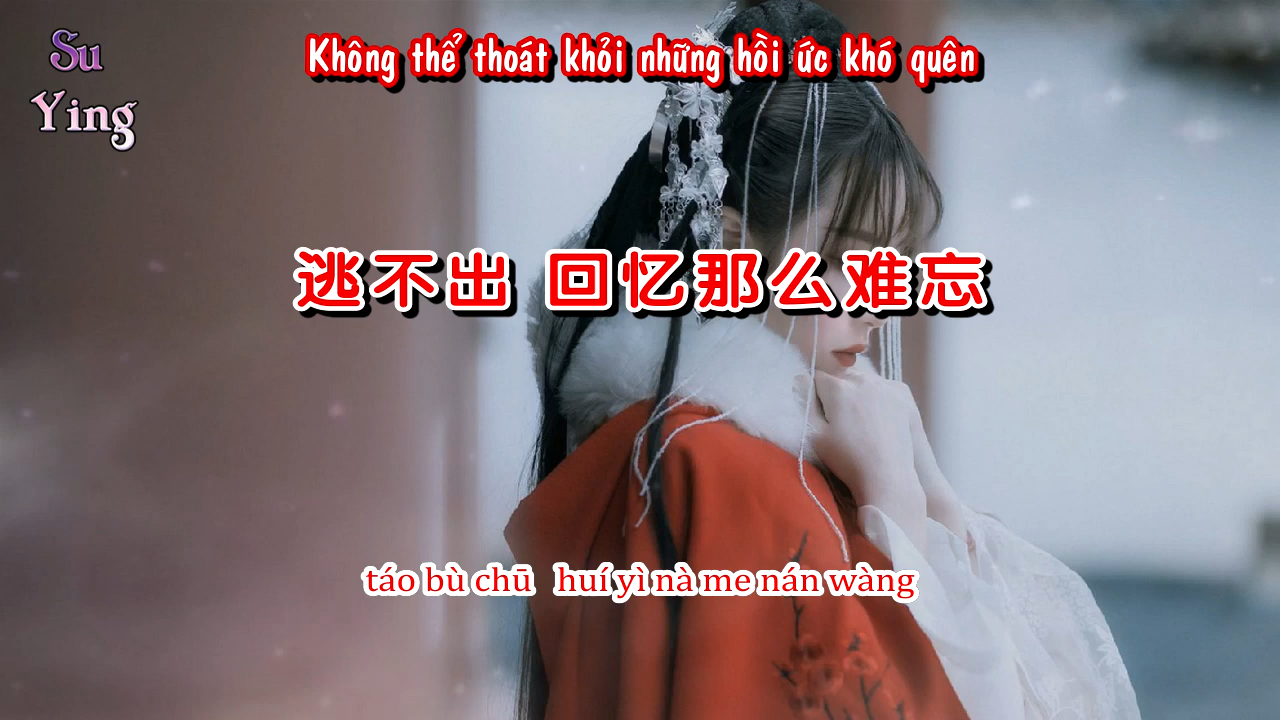 Su
Ying
Không thể thoát khỏi những hồi ức khó quên
逃不出 回忆那么难忘
táo bù chū huí yì nà me nán wàng